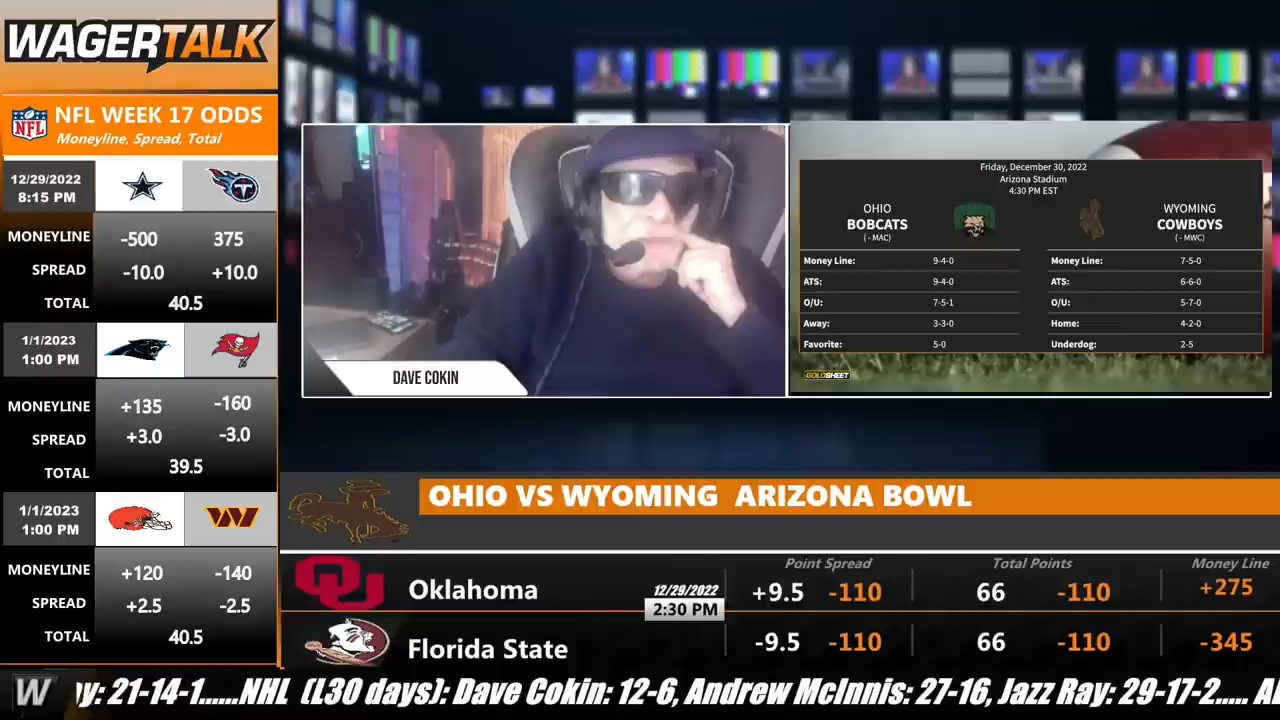 WAGERTALK
NFL
NFL WEEK 17 ODDS
Moneyline, Spread, Total
12/29/2022
8:15 PM
MONEYLINE -500 375
SPREAD -10.0 +10.0
TOTAL 40.5
1/1/2023
1:00 PM
MONEYLINE +135 -160
SPREAD +3.0 -3.0
TOTAL 39.5
1/1/2023
1:00 PM
MONEYLINE +120 -140
SPREAD +2.5 -2.5
TOTAL 40.5
DAVE COKIN
Friday, December 30, 2022
Arizona Stadium
4:30 PM EST
OHIO
BOBCATS
( - MAC)
WYOMING
COWBOYS
( - MWC)
Money Line: 9-4-0 Money Line: 7-5-0
ATS: 9-4-0 ATS: 6-6-0
O/U: 7-5-1 O/U: 5-7-0
Away: 3-3-0 Home: 4-2-0
Favorite: 5-0 Underdog: 2-5
GOLDSHEET
OHIO VS WYOMING ARIZONA BOWL
Point Spread Total Points Money Line
Oklahoma +9.5 -110 66 -110 +275
12/29/2022
2:30 PM
Florida State -9.5 -110 66 -110 -345
W y: 21-14-1......NHL (L30 days): Dave Cokin: 12-6, Andrew McInnis: 27-16, Jazz Ray: 29-17-2..... A